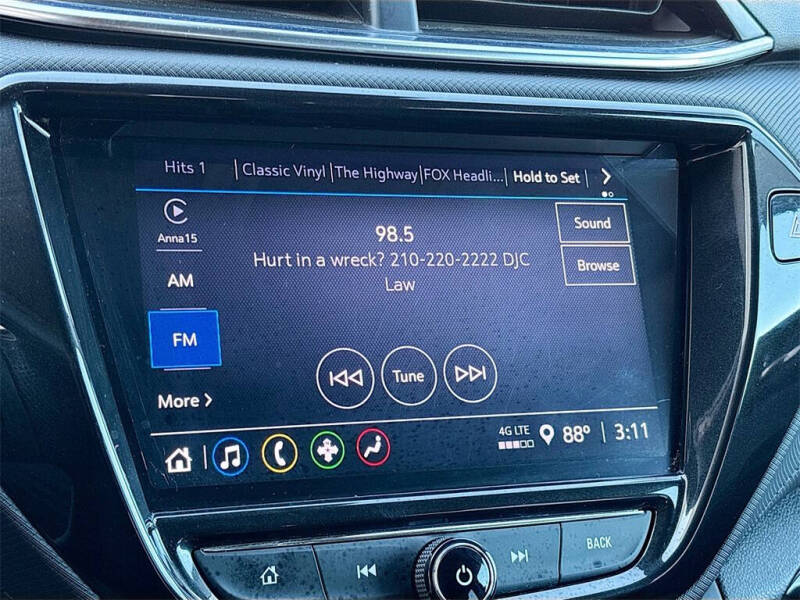 Hits 1 | Classic Vinyl | The Highway | FOX Headli... | Hold to Set |
Anna15
98.5
Sound
Hurt in a wreck? 210-220-2222 DJC
Law
Browse
AM
FM
Tune
More
4G LTE
88° | 3:11
BACK